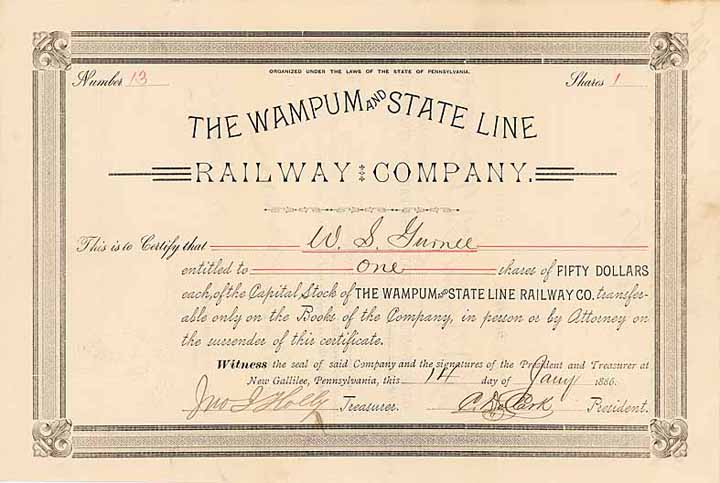 ORGANIZED UNDER THE LAWS OF THE STATE OF PENNSYLVANIA.
Number 13 Shares 1
THE WAMPUM AND STATE LINE
RAILWAY COMPANY.
This is to Certify that W. S. Gurnee
entitled to one shares of FIFTY DOLLARS
each, of the Capital Stock of THE WAMPUM AND STATE LINE RAILWAY CO. transfer-
able only on the Books of the Company, in person or by Attorney on
the surrender of this certificate.
Witness the seal of said Company and the signatures of the President and Treasurer at
New Gallilee, Pennsylvania, this 14 day of Jany 1886.
Jno Treasurer. President.